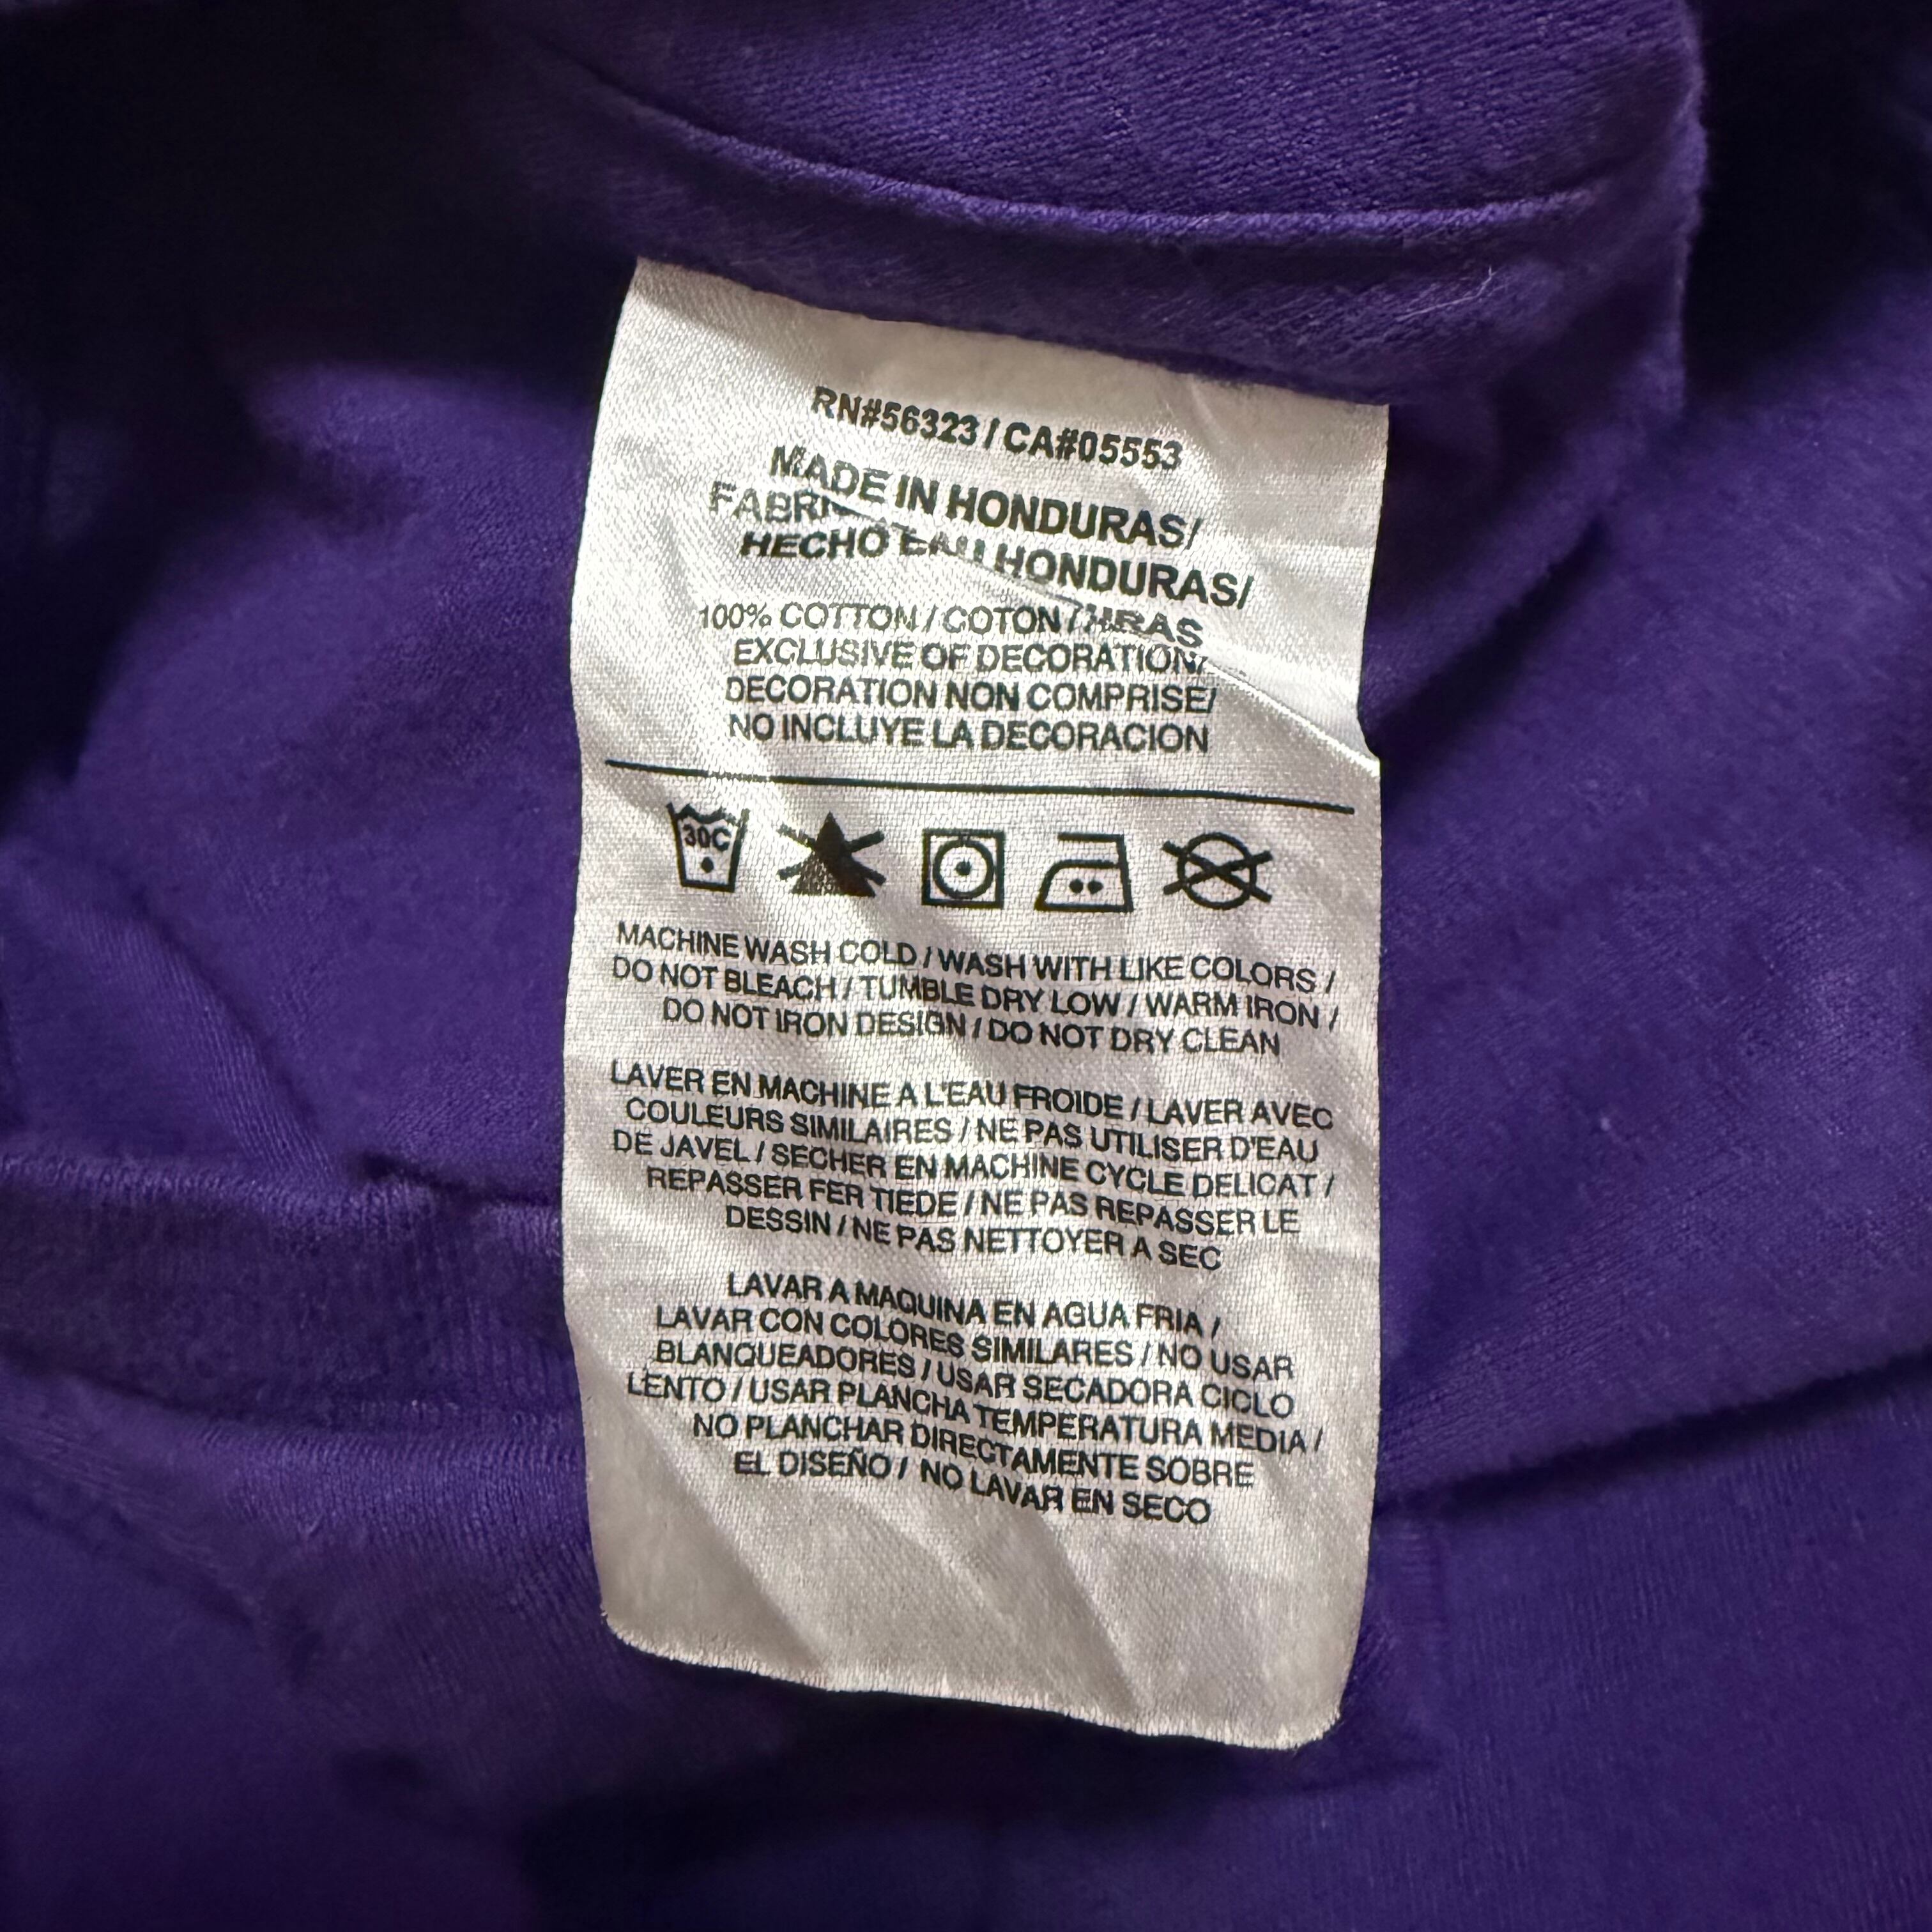 RN#56323 / CA#05553
MADE IN HONDURAS/
HONDURAS/
HECHO
100% COTTON / COTON /
EXCLUSIVE OF DECORATION/
DECORATION NON COMPRISE/
NO INCLUYE LA DECORACION
30C
MACHINE WASH COLD / WASH WITH LIKE COLORS /
DO NOT BLEACH / TUMBLE DRY LOW / WARM IRON /
DO NOT IRON DESIGN / DO NOT DRY CLEAN
LAVER EN MACHINE A L'EAU FROIDE / LAVER AVEC
COULEURS SIMILAIRES / NE PAS UTILISER D'EAU
DE JAVEL / SECHER EN MACHINE CYCLE DELICAT /
REPASSER FER TIEDE / NE PAS REPASSER LE
DESSIN / NE PAS NETTOYER A SEC
LAVAR A MAQUINA EN AGUA FRIA /
LAVAR CON COLORES SIMILARES / NO USAR
BLANQUEADORES / USAR SECADORA CICLO
LENTO / USAR PLANCHA TEMPERATURA MEDIA /
NO PLANCHAR DIRECTAMENTE SOBRE
EL DISEÑO / NO LAVAR EN SECO